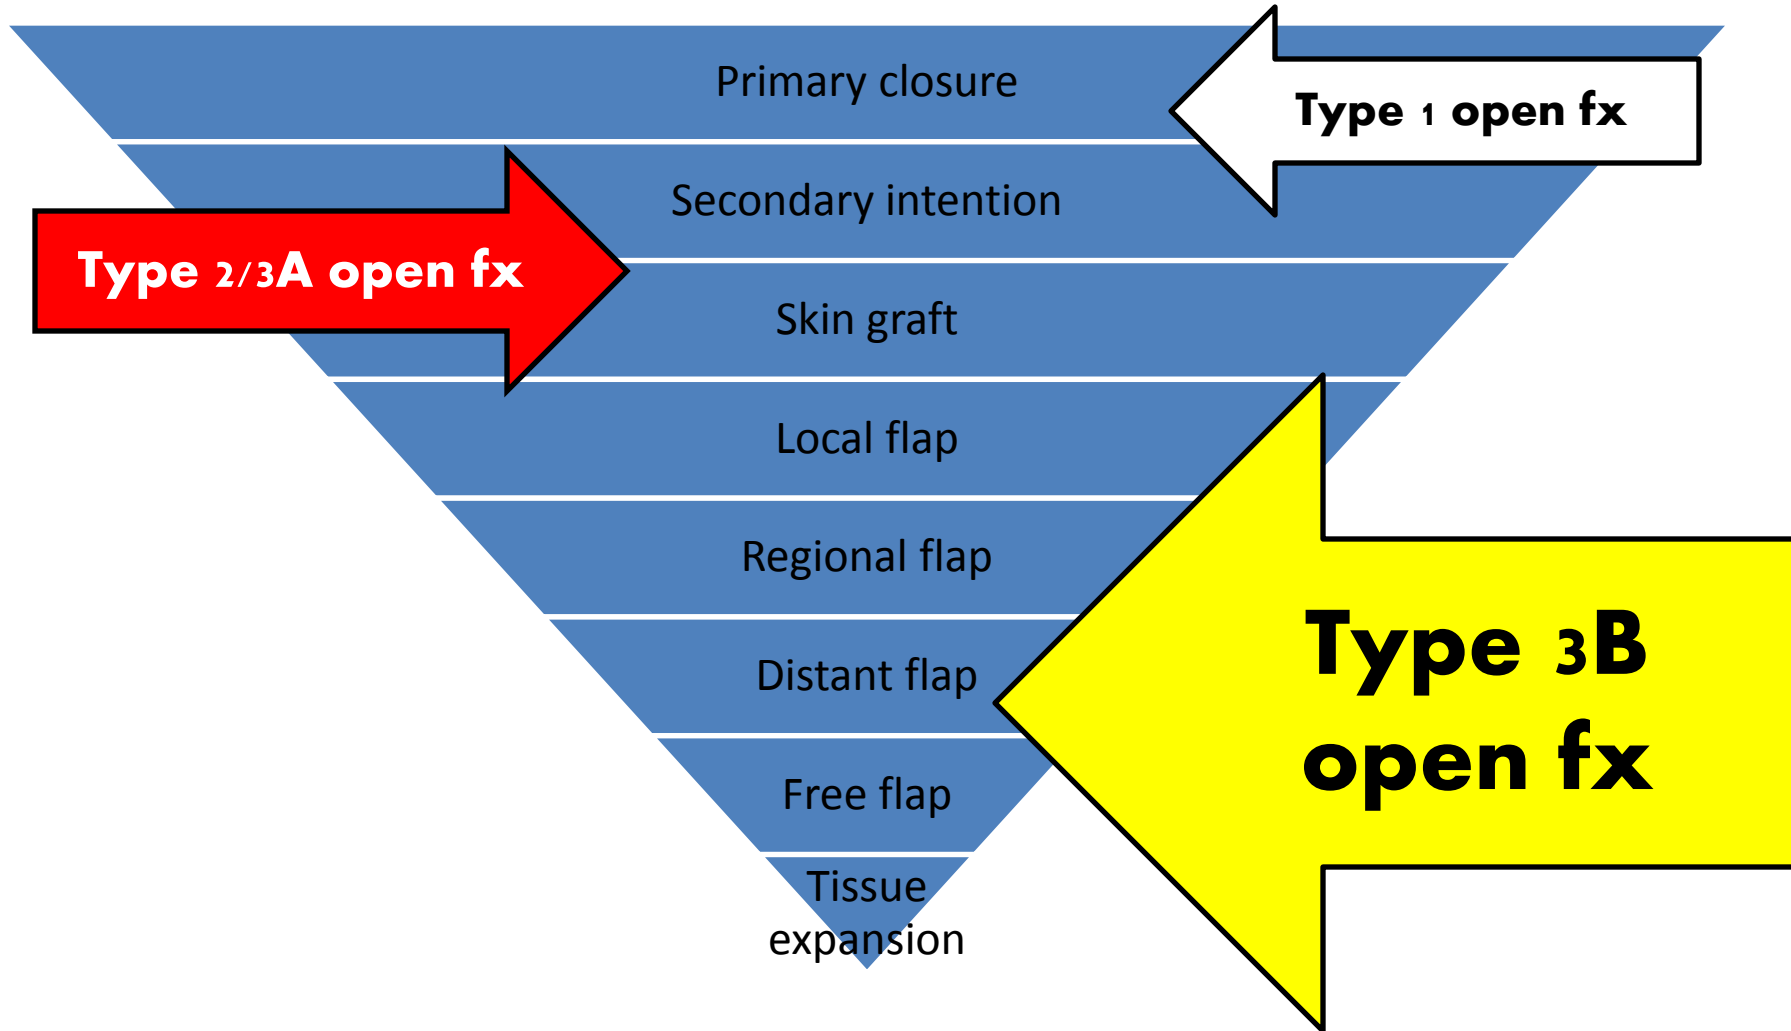 Primary closure
Type 1 open fx
Secondary intention
Type 2/3A open fx
Skin graft
Local flap
Regional flap
Type 3B
open fx
Distant flap
Free flap
Tissue
expansion